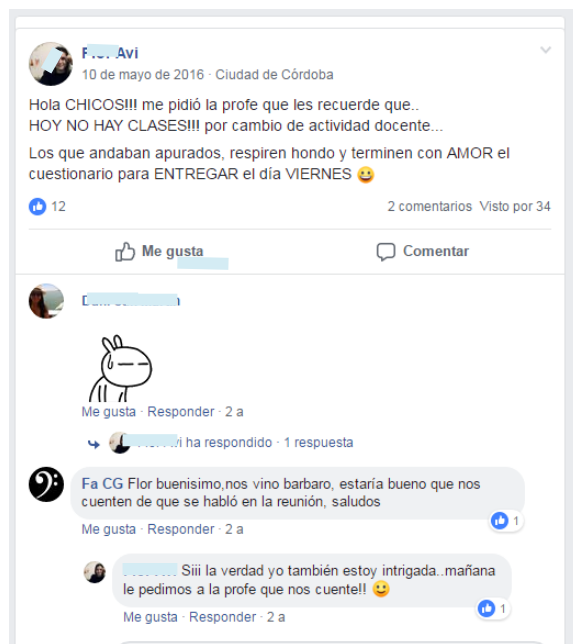 Avi
10 de mayo de 2016 · Ciudad de Córdoba
Hola CHICOS!!! me pidió la profe que les recuerde que..
HOY NO HAY CLASES!!! por cambio de actividad docente...
Los que andaban apurados, respiren hondo y terminen con AMOR el
cuestionario para ENTREGAR el día VIERNES 😀
12
2 comentarios Visto por 34
Me gusta
Comentar
Me gusta · Responder · 2 a
ha respondido · 1 respuesta
Fa CG Flor buenisimo,nos vino barbaro, estaría bueno que nos
cuenten de que se habló en la reunión, saludos
1
Me gusta · Responder · 2 a
Siii la verdad yo también estoy intrigada..mañana
le pedimos a la profe que nos cuente!! 😀
1
Me gusta · Responder · 2 a